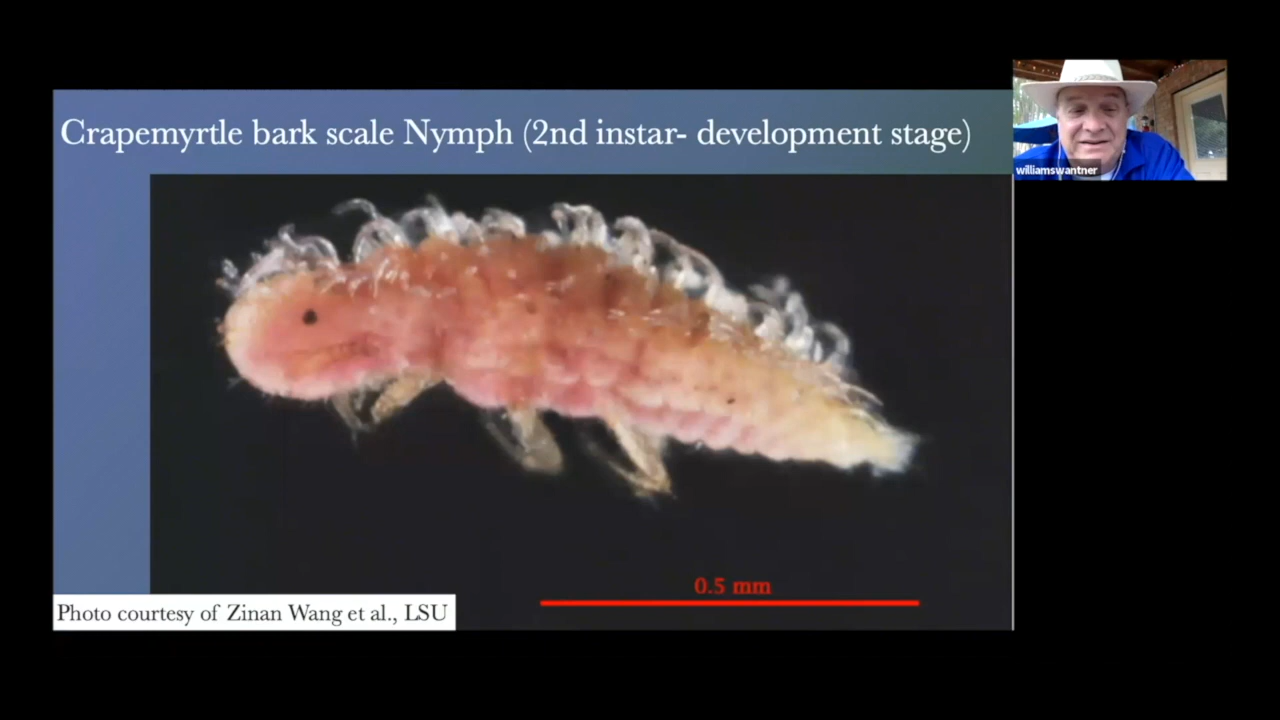 Crapemyrtle bark scale Nymph (2nd instar- development stage)
williamswantner
0.5 mm
Photo courtesy of Zinan Wang et al., LSU